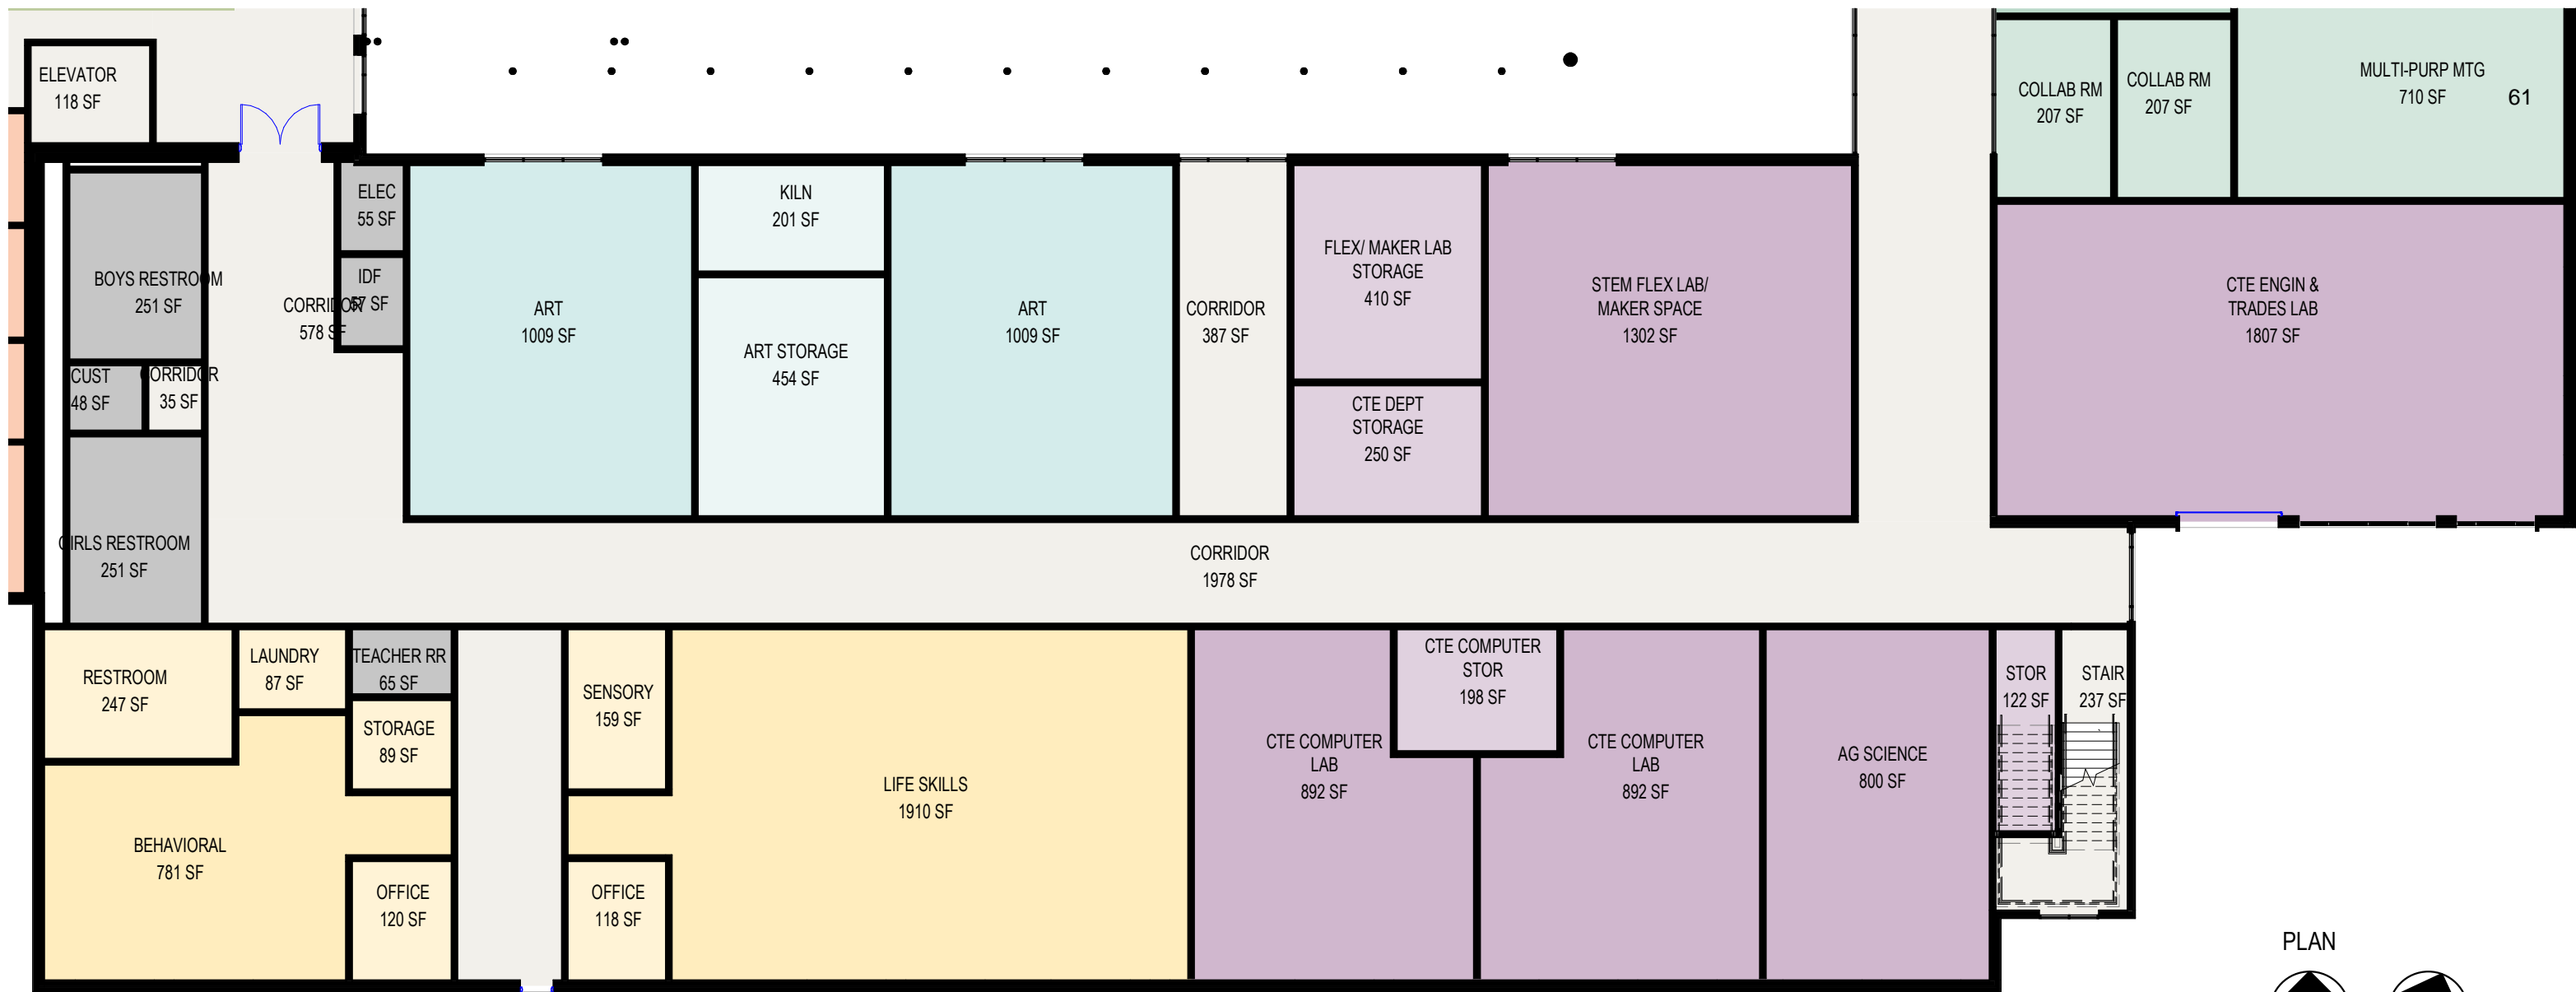 ELEVATOR
118 SF
COLLAB RM
207 SF
COLLAB RM
207 SF
MULTI-PURP MTG
710 SF
61
BOYS RESTROOM
251 SF
CORRIDOR
578 SF
ELEC
55 SF
IDF
57 SF
ART
1009 SF
KILN
201 SF
ART STORAGE
454 SF
ART
1009 SF
CORRIDOR
387 SF
FLEX/ MAKER LAB
STORAGE
410 SF
CTE DEPT
STORAGE
250 SF
STEM FLEX LAB/
MAKER SPACE
1302 SF
CTE ENGIN &
TRADES LAB
1807 SF
CUST
48 SF
CORRIDOR
35 SF
GIRLS RESTROOM
251 SF
CORRIDOR
1978 SF
RESTROOM
247 SF
LAUNDRY
87 SF
TEACHER RR
65 SF
STORAGE
89 SF
BEHAVIORAL
781 SF
OFFICE
120 SF
SENSORY
159 SF
OFFICE
118 SF
LIFE SKILLS
1910 SF
CTE COMPUTER
LAB
892 SF
CTE COMPUTER
STOR
198 SF
CTE COMPUTER
LAB
892 SF
AG SCIENCE
800 SF
STOR
122 SF
STAIR
237 SF
PLAN